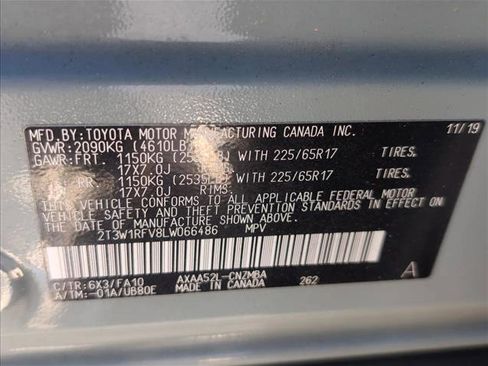 MFD.BY:TOYOTA MOTOR MANUFACTURING CANADA INC. 11/19
GVWR:2090KG (4610LB)
GAWR:FRT. 1150KG (2535LB) WITH 225/65R17 TIRES.
17X7.0J
RR. 1150KG (2535LB) WITH 225/65R17 TIRES.
17X7.0J RIMS
THIS VEHICLE CONFORMS TO ALL APPLICABLE FEDERAL MOTOR
VEHICLE SAFETY AND THEFT PREVENTION STANDARDS IN EFFECT ON
THE DATE OF MANUFACTURE SHOWN ABOVE.
2T3W1RFV8LW066486 MPV
C/TR:6X3/FA10 AXAA52L-CNZMBA 262 A
A/TM:-01A/UB80E MADE IN CANADA